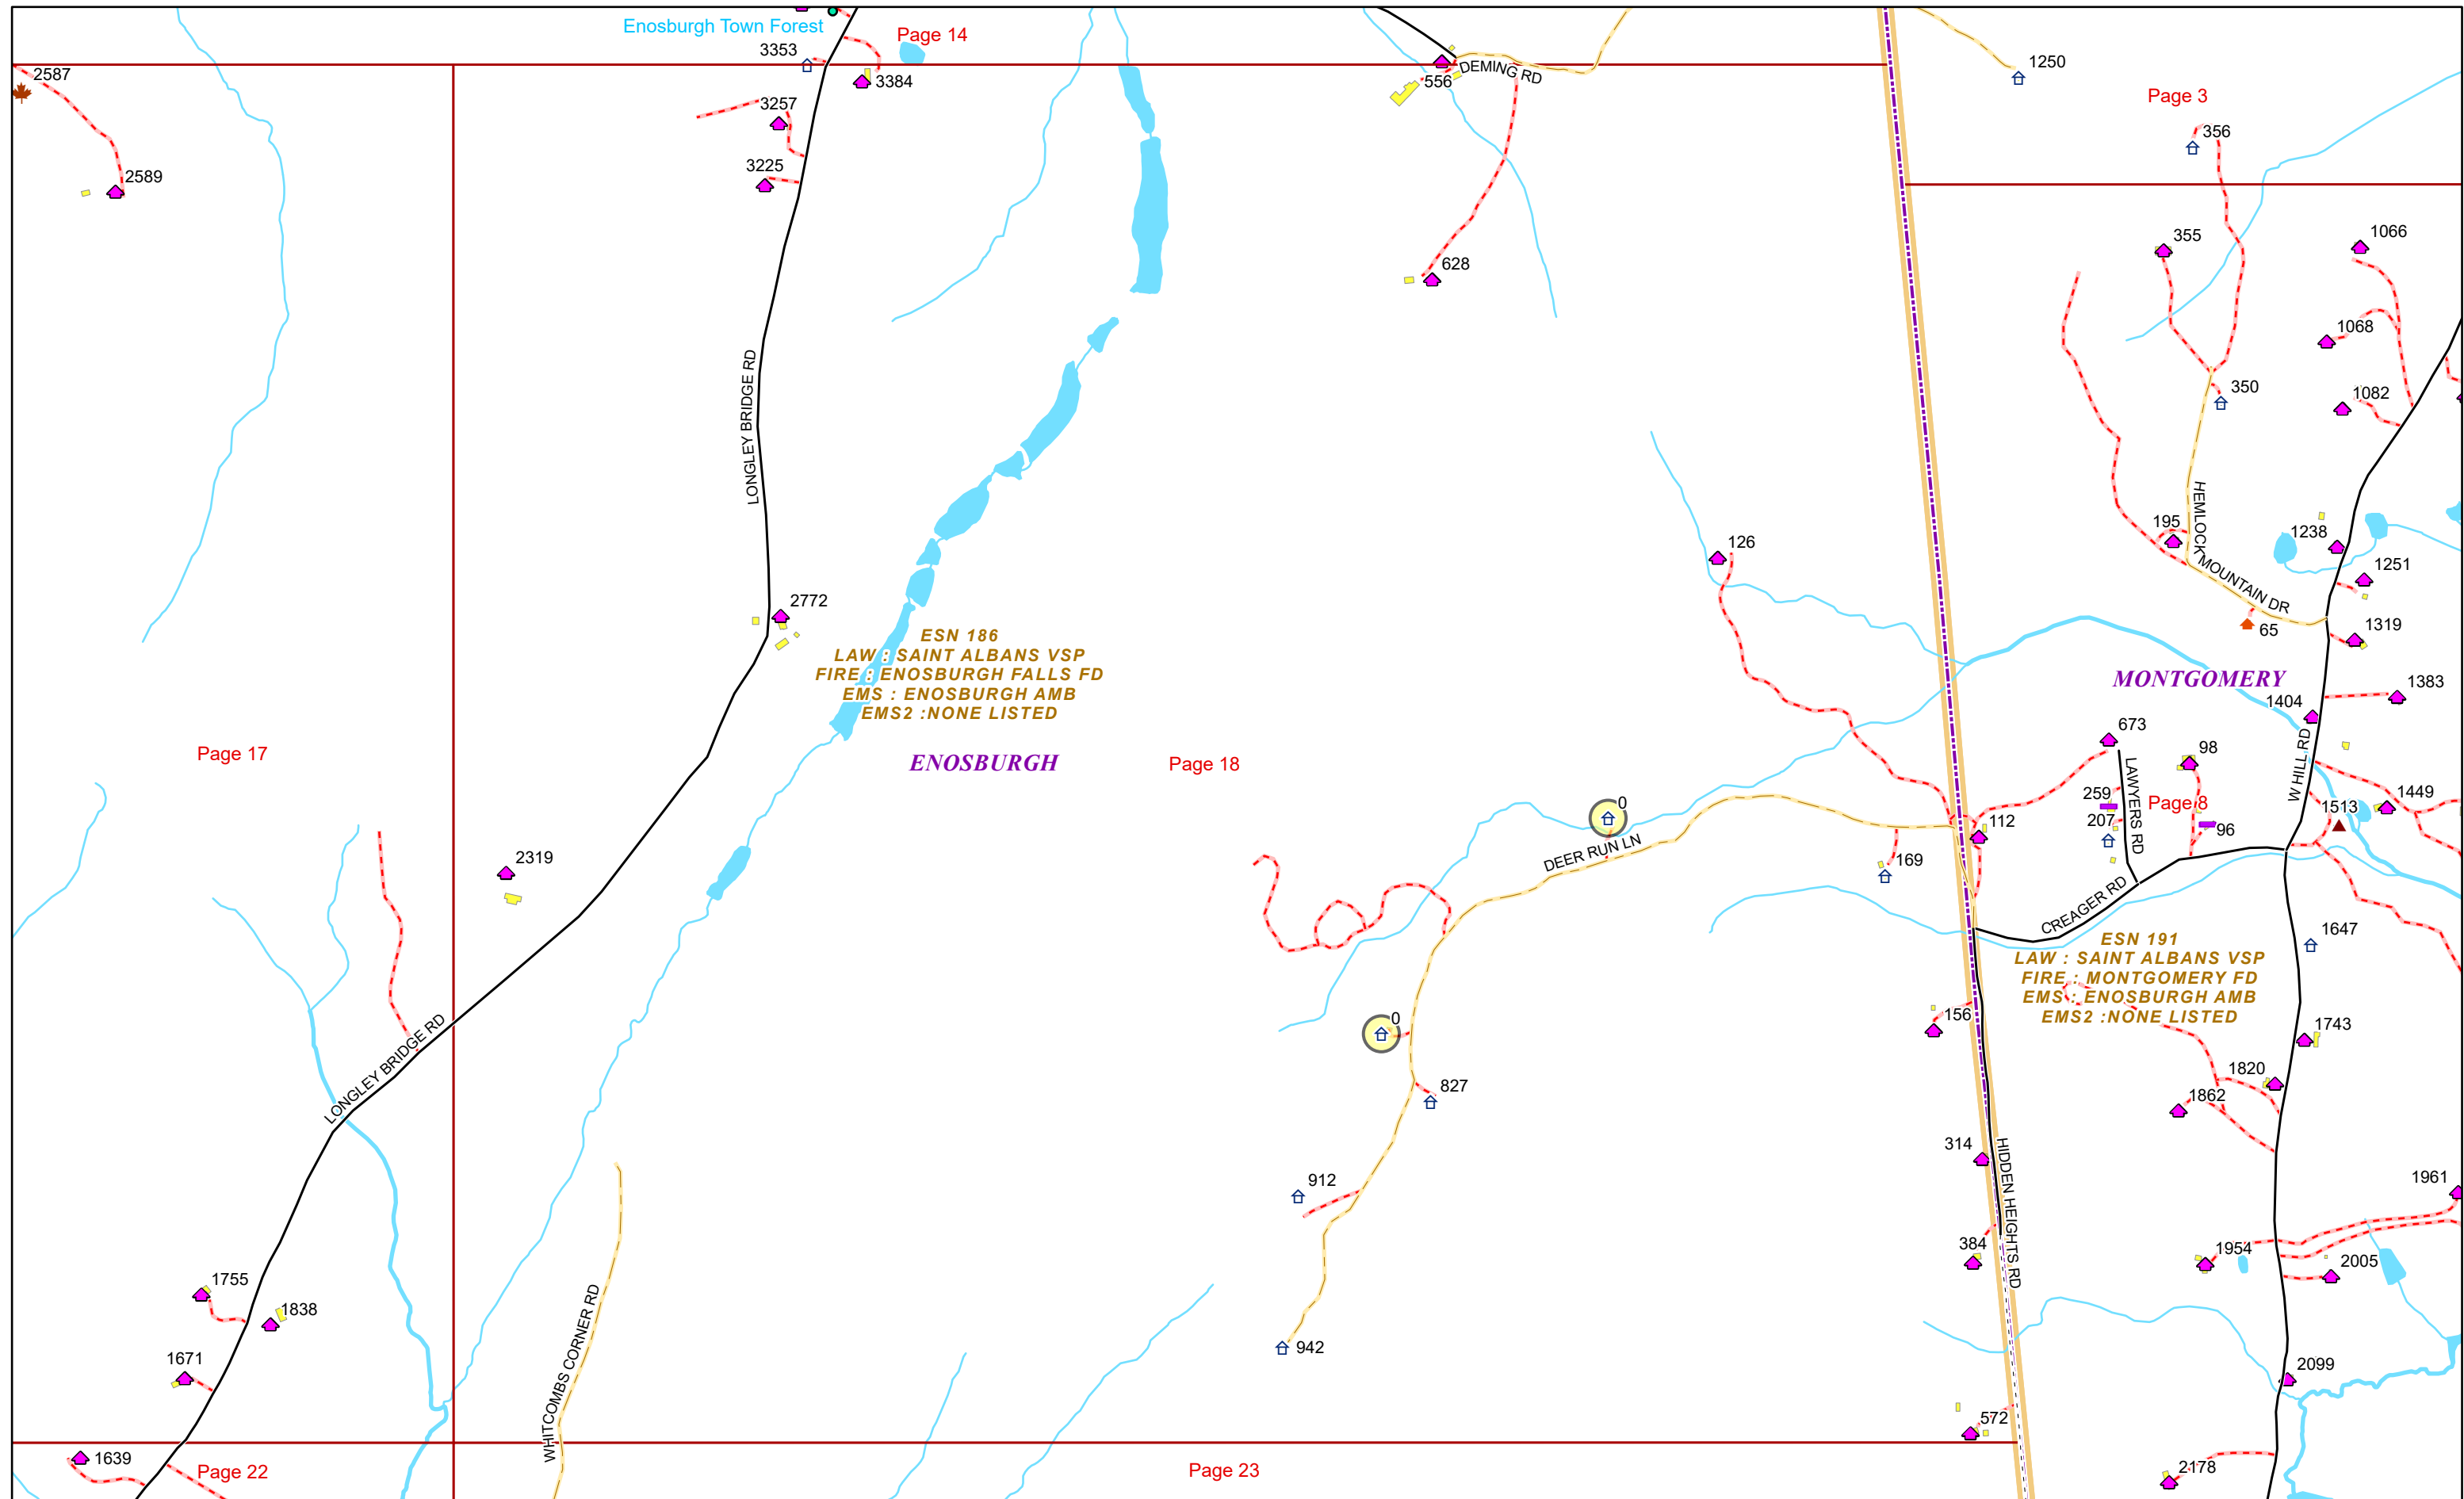 Enosburgh Town Forest
Page 14
3353
2587
3384
556
DEMING RD
1250
Page 3
3257
356
3225
2589
355
1066
628
1068
350
1082
LONGLEY BRIDGE RD
HEMLOCK MOUNTAIN DR
195
1238
126
1251
2772
65
1319
ESN 186
LAW : SAINT ALBANS VSP
FIRE : ENOSBURGH FALLS FD
EMS : ENOSBURGH AMB
EMS2 :NONE LISTED
MONTGOMERY
1383
1404
673
98
W HILL RD
Page 17
ENOSBURGH
Page 18
LAWYERS RD
259
Page 8
0
1513
1449
112
207
96
DEER RUN LN
169
2319
CREAGER RD
1647
ESN 191
LAW : SAINT ALBANS VSP
FIRE : MONTGOMERY FD
EMS : ENOSBURGH AMB
EMS2 :NONE LISTED
156
0
1743
LONGLEY BRIDGE RD
827
1820
1862
314
HIDDEN HEIGHTS RD
912
1961
384
1954
2005
1755
1838
WHITCOMBS CORNER RD
942
1671
2099
572
1639
Page 22
Page 23
2178